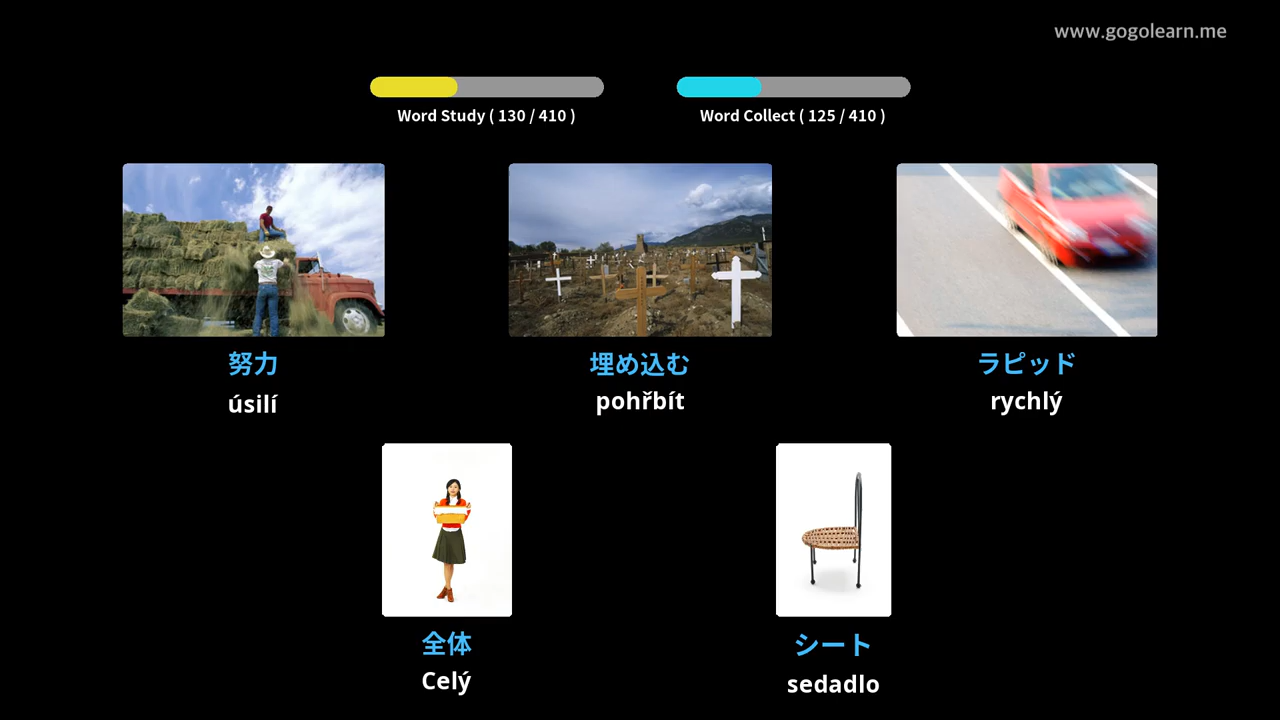 www.gogolearn.me
Word Study ( 130 / 410 )
Word Collect ( 125 / 410 )
努力
úsilí
埋め込む
pohřbít
ラピッド
rychlý
全体
Celý
シート
sedadlo